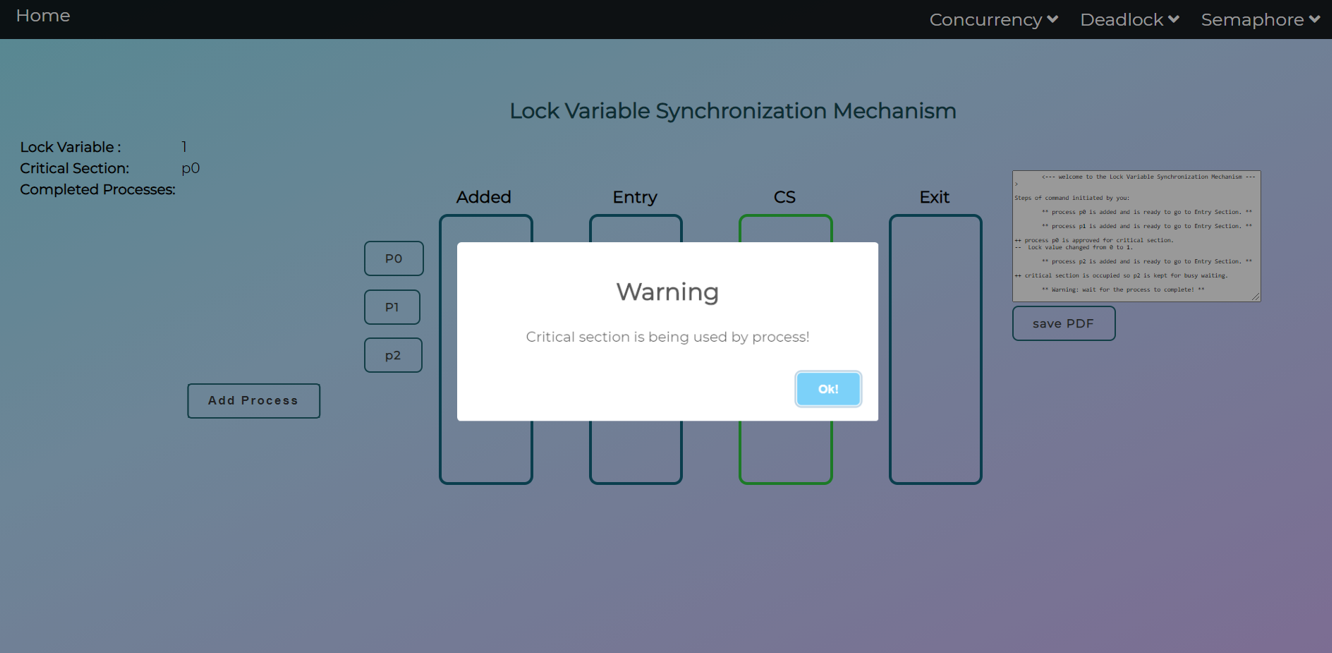 Home
Concurrency
Deadlock
Semaphore
Lock Variable Synchronization Mechanism
Lock Variable : 1
Critical Section: p0
Completed Processes:
Added
Entry
CS
Exit
P0
P1
p2
Add Process
Warning
Critical section is being used by process!
Ok!
<--- welcome to the Lock Variable Synchronization Mechanism ---
>
Steps of command initiated by you:
** process p0 is added and is ready to go to Entry Section. **
** process p1 is added and is ready to go to Entry Section. **
++ process p0 is approved for critical section.
-- Lock value changed from 0 to 1.
** process p2 is added and is ready to go to Entry Section. **
++ critical section is occupied so p2 is kept for busy waiting.
** Warning: wait for the process to complete! **
save PDF